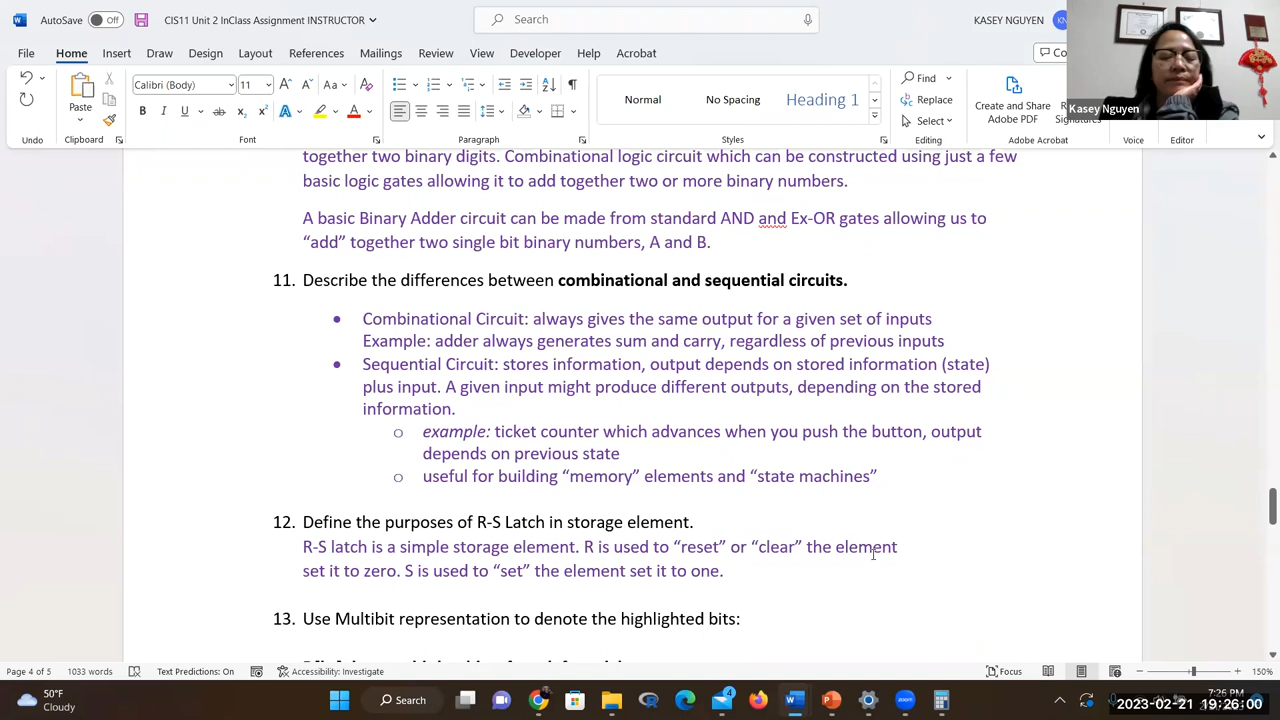 AutoSave Off
CIS11 Unit 2 InClass Assignment INSTRUCTOR
Search
KASEY NGUYEN
File Home Insert Draw Design Layout References Mailings Review View Developer Help Acrobat
Paste
Calibri (Body) 11
Normal
No Spacing
Heading 1
Find
Replace
Select
Create and Share
Adobe PDF
Signatures
Kasey Nguyen
Undo Clipboard Font Paragraph Styles Editing Adobe Acrobat Voice Editor
together two binary digits. Combinational logic circuit which can be constructed using just a few
basic logic gates allowing it to add together two or more binary numbers.
A basic Binary Adder circuit can be made from standard AND and Ex-OR gates allowing us to
“add” together two single bit binary numbers, A and B.
11. Describe the differences between combinational and sequential circuits.
• Combinational Circuit: always gives the same output for a given set of inputs
Example: adder always generates sum and carry, regardless of previous inputs
• Sequential Circuit: stores information, output depends on stored information (state)
plus input. A given input might produce different outputs, depending on the stored
information.
o example: ticket counter which advances when you push the button, output
depends on previous state
o useful for building “memory” elements and “state machines”
12. Define the purposes of R-S Latch in storage element.
R-S latch is a simple storage element. R is used to “reset” or “clear” the element
set it to zero. S is used to “set” the element set it to one.
13. Use Multibit representation to denote the highlighted bits:
Page 4 of 5 1033 words Text Predictions: On Accessibility: Investigate Focus 150%
50°F
Cloudy
Search
4
7:26 PM
2023-02-21 19:26:00